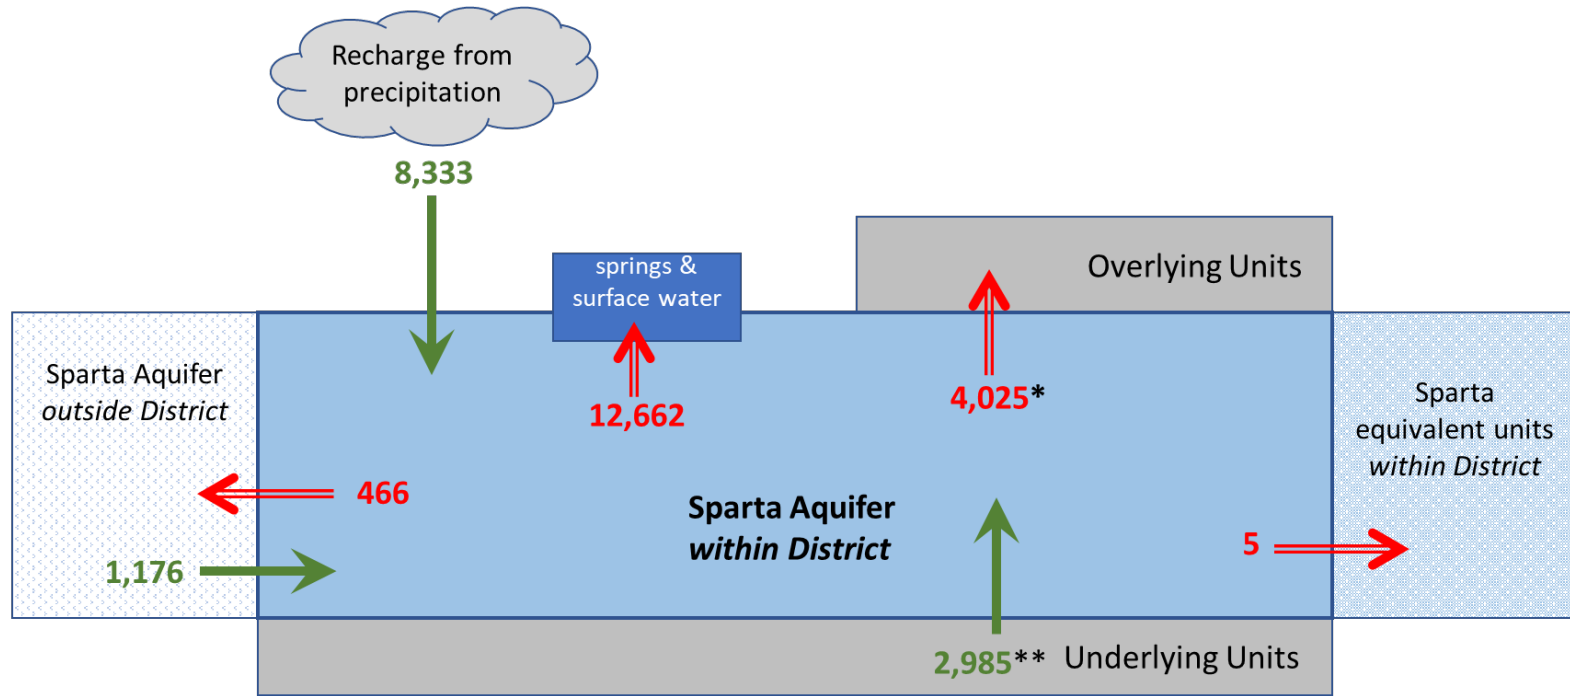 Recharge from
precipitation
8,333
springs &
surface water
Overlying Units
4,025*
12,662
Sparta Aquifer
outside District
466
1,176
Sparta Aquifer
within District
5
Sparta
equivalent units
within District
2,985**
Underlying Units